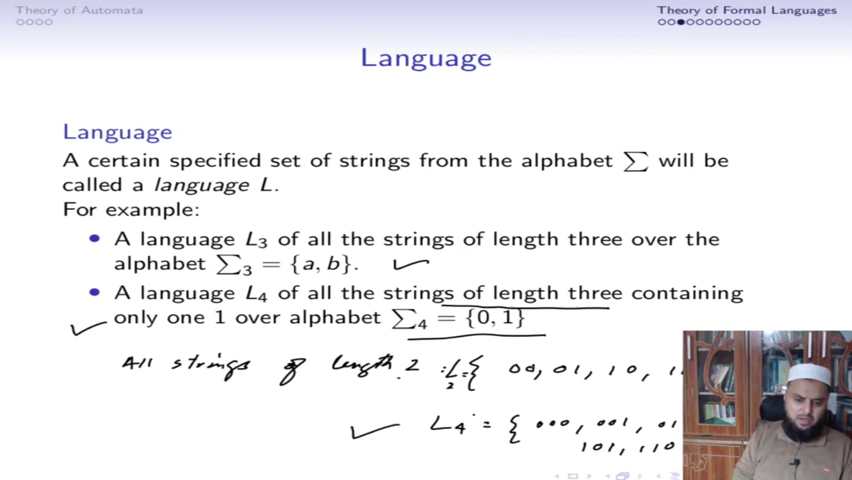 Theory of Automata
Theory of Formal Languages
Language
Language
A certain specified set of strings from the alphabet ∑ will be
called a language L.
For example:
• A language L₃ of all the strings of length three over the
alphabet ∑₃ = {a, b}.
• A language L₄ of all the strings of length three containing
only one 1 over alphabet ∑₄ = {0, 1}
All strings of length 2 : L₂ = { 00, 01, 10, 1
L₄ = { 000, 001, 01
101, 110